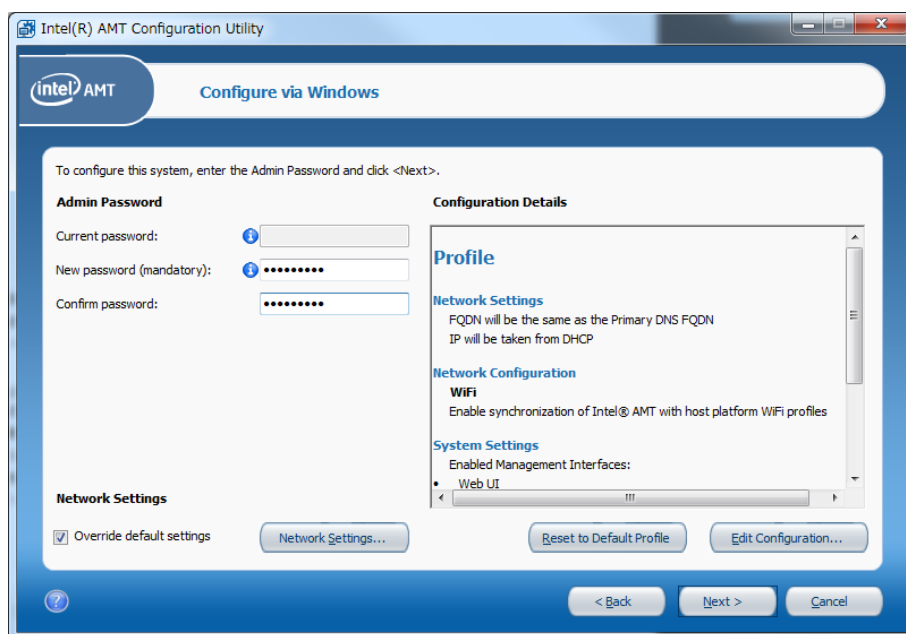 Intel(R) AMT Configuration Utility
intel AMT
Configure via Windows
To configure this system, enter the Admin Password and click <Next>.
Admin Password
Current password:
New password (mandatory):
•••••••••
Confirm password:
•••••••••
Configuration Details
Profile
Network Settings
FQDN will be the same as the Primary DNS FQDN
IP will be taken from DHCP
Network Configuration
WiFi
Enable synchronization of Intel® AMT with host platform WiFi profiles
System Settings
Enabled Management Interfaces:
• Web UI
Network Settings
Override default settings
Network Settings...
Reset to Default Profile
Edit Configuration...
< Back
Next >
Cancel